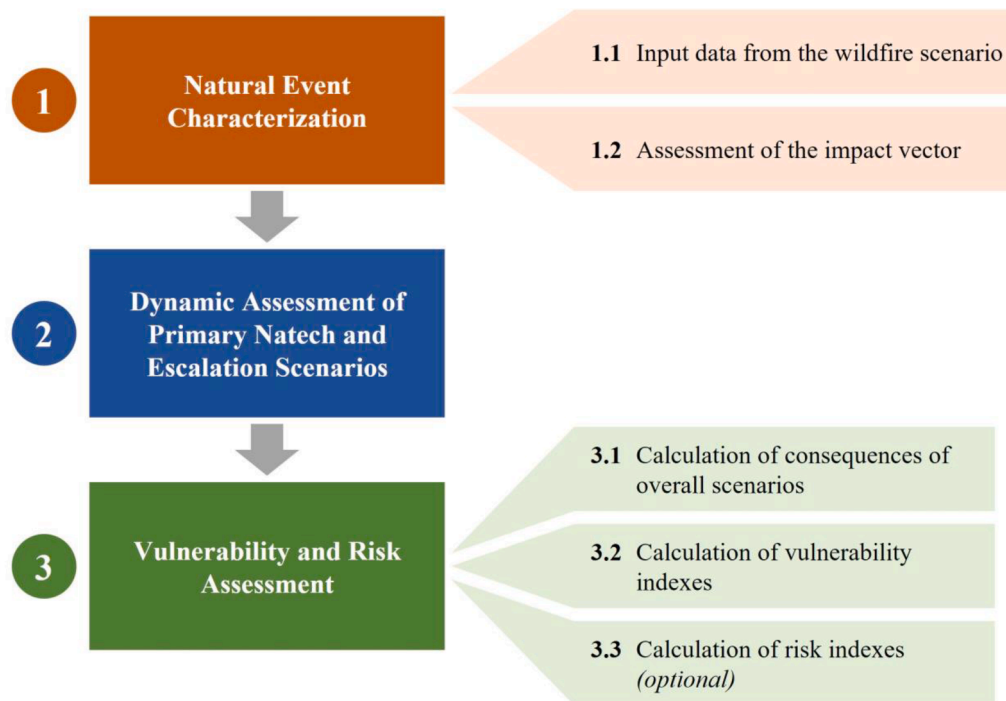 1
Natural Event
Characterization
1.1 Input data from the wildfire scenario
1.2 Assessment of the impact vector
2
Dynamic Assessment of
Primary Natech and
Escalation Scenarios
3
Vulnerability and Risk
Assessment
3.1 Calculation of consequences of
overall scenarios
3.2 Calculation of vulnerability
indexes
3.3 Calculation of risk indexes
(optional)